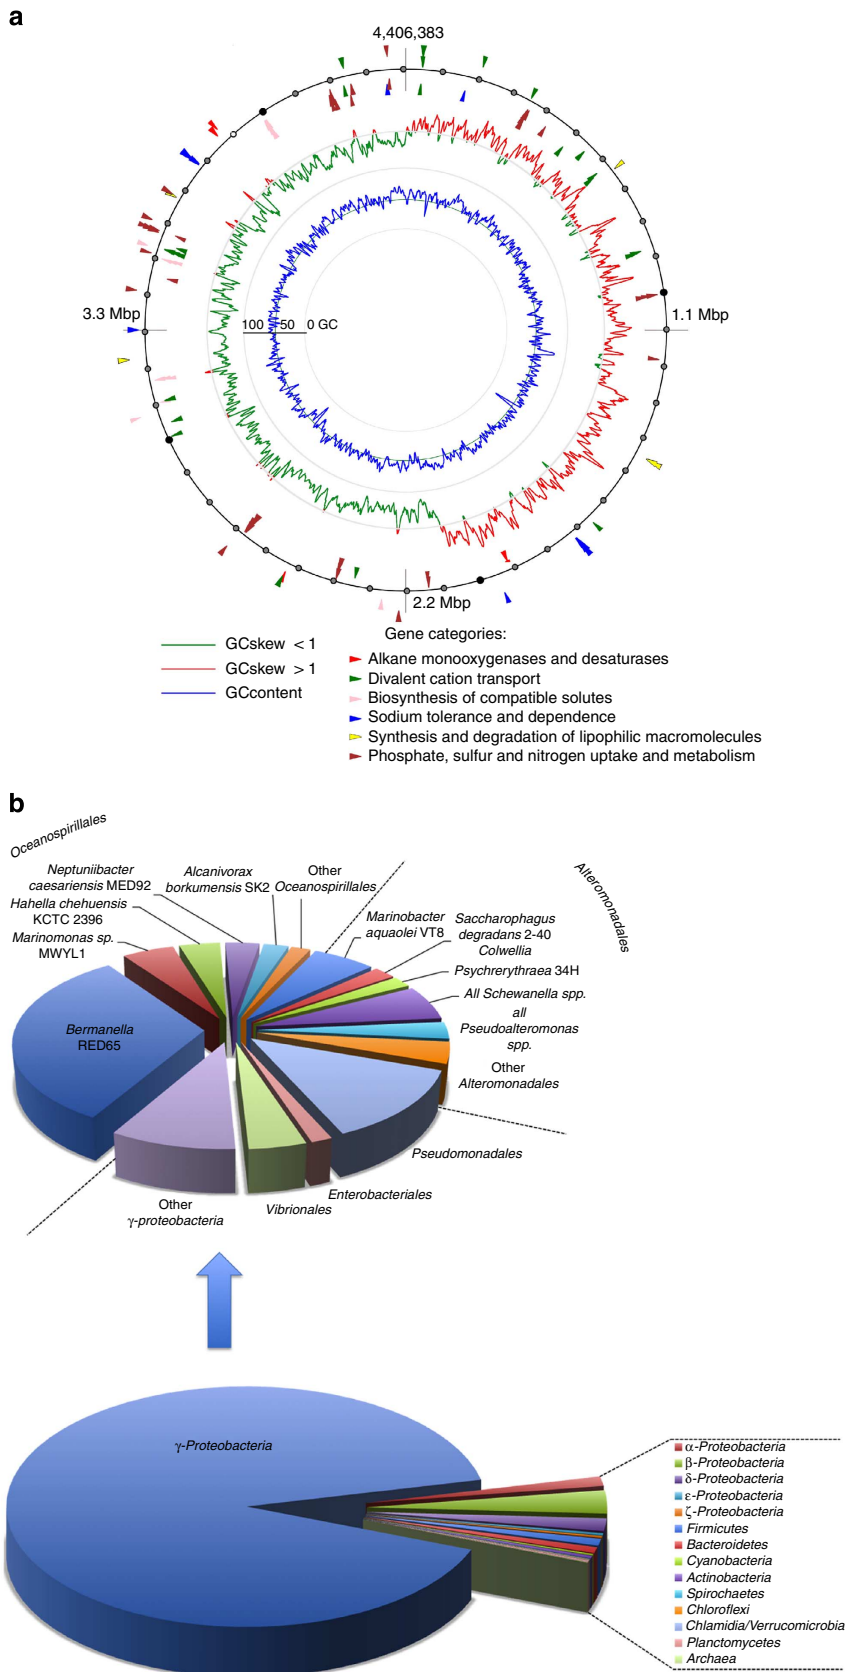 a
4,406,383
3.3 Mbp
1.1 Mbp
100 50 0 GC
2.2 Mbp
GCskew < 1
GCskew > 1
GCcontent
Gene categories:
Alkane monooxygenases and desaturases
Divalent cation transport
Biosynthesis of compatible solutes
Sodium tolerance and dependence
Synthesis and degradation of lipophilic macromolecules
Phosphate, sulfur and nitrogen uptake and metabolism
b
Oceanospirillales
Neptuniibacter
caesariensis MED92
Hahella chehuensis
KCTC 2396
Marinomonas sp.
MWYL1
Bermanella
RED65
Alcanivorax
borkumensis SK2
Other
Oceanospirillales
Marinobacter
aquaolei VT8
Alteromonadales
Saccharophagus
degradans 2-40
Colwellia
Psychrerythraea 34H
All Schewanella spp.
all
Pseudoalteromonas
spp.
Other
Alteromonadales
Pseudomonadales
Enterobacteriales
Vibrionales
Other
γ-proteobacteria
γ-Proteobacteria
α-Proteobacteria
β-Proteobacteria
δ-Proteobacteria
ε-Proteobacteria
ζ-Proteobacteria
Firmicutes
Bacteroidetes
Cyanobacteria
Actinobacteria
Spirochaetes
Chloroflexi
Chlamidia/Verrucomicrobia
Planctomycetes
Archaea